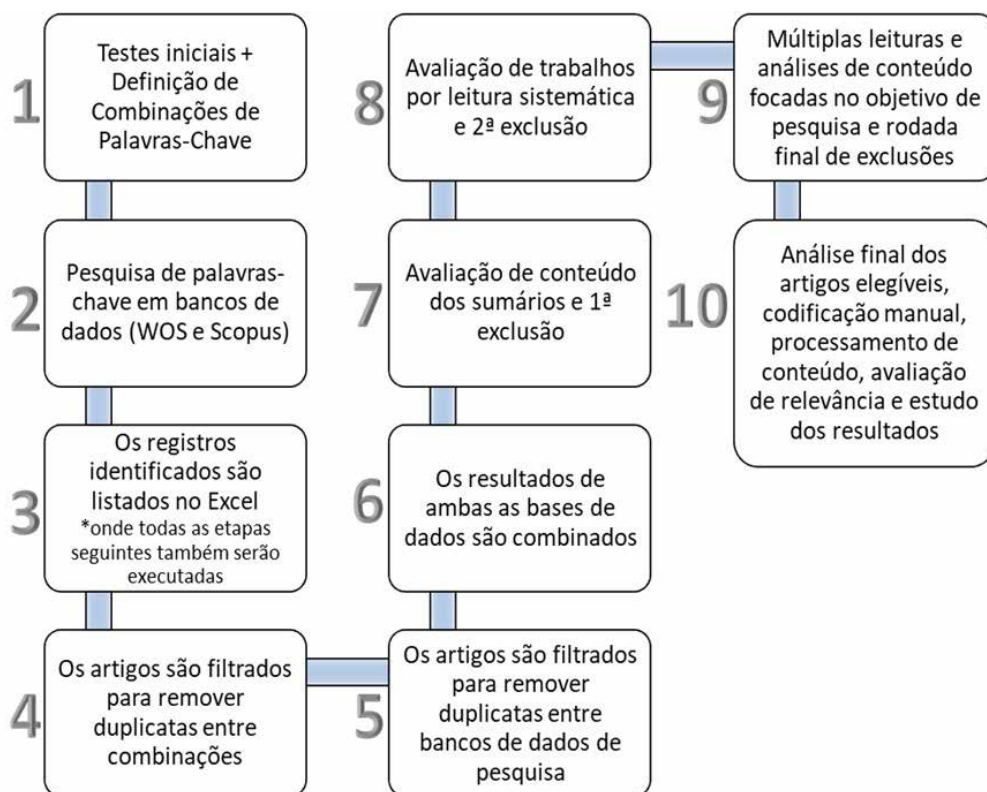 1
Testes iniciais +
Definição de
Combinações de
Palavras-Chave
2
Pesquisa de palavras-
chave em bancos de
dados (WOS e Scopus)
3
Os registros
identificados são
listados no Excel
*onde todas as etapas
seguintes também serão
executadas
4
Os artigos são filtrados
para remover
duplicatas entre
combinações
5
Os artigos são filtrados
para remover
duplicatas entre
bancos de dados de
pesquisa
6
Os resultados de
ambas as bases de
dados são combinados
7
Avaliação de conteúdo
dos sumários e 1ª
exclusão
8
Avaliação de trabalhos
por leitura sistemática
e 2ª exclusão
9
Múltiplas leituras e
análises de conteúdo
focadas no objetivo de
pesquisa e rodada
final de exclusões
10
Análise final dos
artigos elegíveis,
codificação manual,
processamento de
conteúdo, avaliação
de relevância e estudo
dos resultados